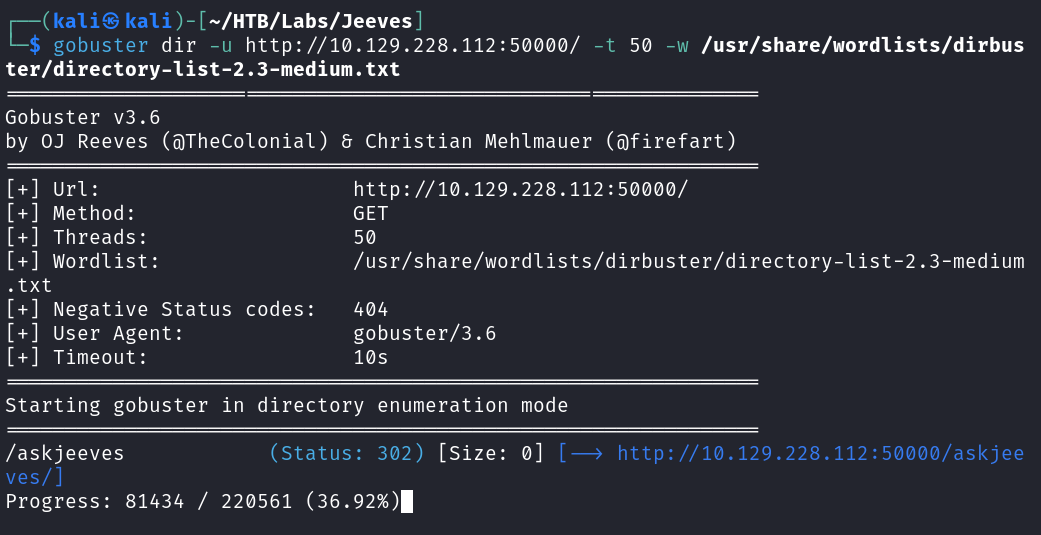 ┌──(kali㉿kali)-[~/HTB/Labs/Jeeves]
└─$ gobuster dir -u http://10.129.228.112:50000/ -t 50 -w /usr/share/wordlists/dirbus
ter/directory-list-2.3-medium.txt
===============================================================
Gobuster v3.6
by OJ Reeves (@TheColonial) & Christian Mehlmauer (@firefart)
===============================================================
[+] Url:                     http://10.129.228.112:50000/
[+] Method:                  GET
[+] Threads:                 50
[+] Wordlist:                /usr/share/wordlists/dirbuster/directory-list-2.3-medium
.txt
[+] Negative Status codes:   404
[+] User Agent:              gobuster/3.6
[+] Timeout:                 10s
===============================================================
Starting gobuster in directory enumeration mode
===============================================================
/askjeeves            (Status: 302) [Size: 0] [--> http://10.129.228.112:50000/askjee
ves/]
Progress: 81434 / 220561 (36.92%)